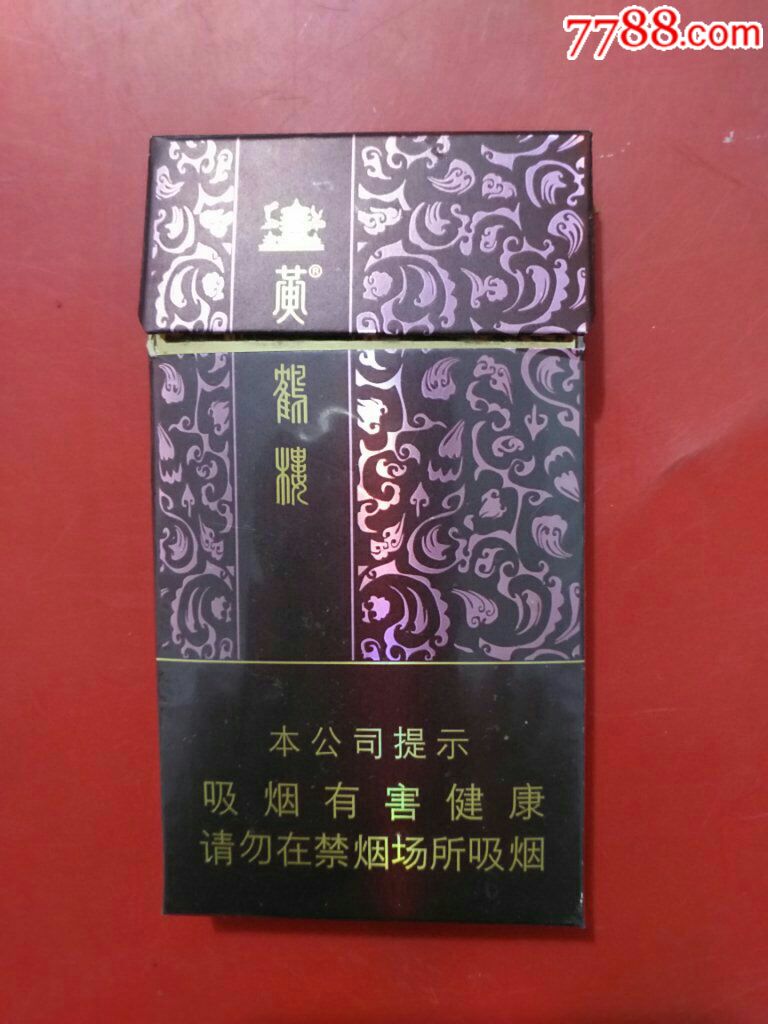 7788.com
黄®
鹤
楼
本公司提示
吸烟有害健康
请勿在禁烟场所吸烟